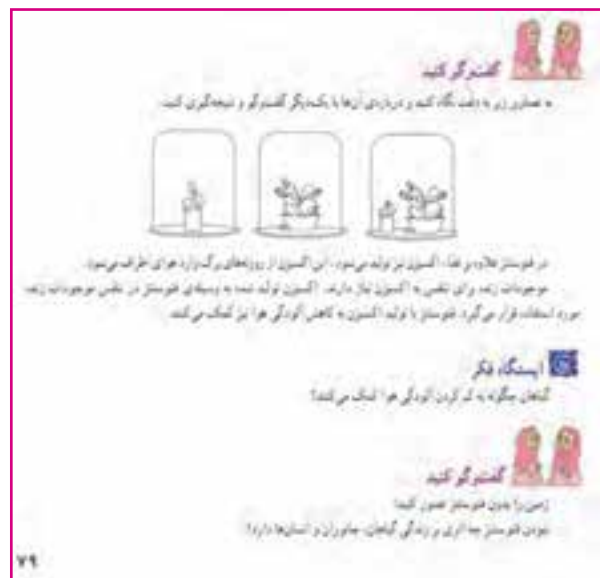 گفت‌وگو کنید
به تصاویر زیر به دقت نگاه کنید و درباره‌ی آن‌ها با یک‌دیگر گفت‌وگو و نتیجه‌گیری کنید.
در فتوسنتز علاوه بر غذا، اکسیژن نیز تولید می‌شود. این اکسیژن از روزنه‌های برگ وارد هوای اطراف می‌شود.
موجودات زنده برای تنفس به اکسیژن نیاز دارند. اکسیژن تولید شده به وسیله‌ی فتوسنتز در تنفس موجودات زنده
مورد استفاده قرار می‌گیرد. فتوسنتز با تولید اکسیژن به کاهش آلودگی هوا نیز کمک می‌کند.
ایستگاه فکر
گیاهان چگونه به کم کردن آلودگی هوا کمک می‌کنند؟
گفت‌وگو کنید
زمین را بدون فتوسنتز تصور کنید!
نبودن فتوسنتز چه اثری بر زندگی گیاهان، جانوران و انسان‌ها دارد؟
۷۹